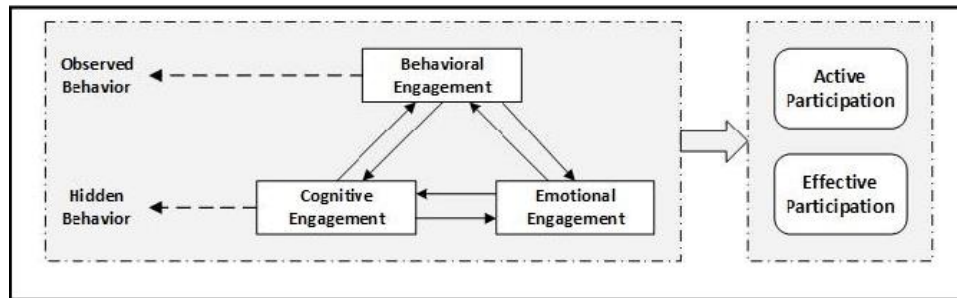 Observed
Behavior
Behavioral
Engagement
Hidden
Behavior
Cognitive
Engagement
Emotional
Engagement
Active
Participation
Effective
Participation